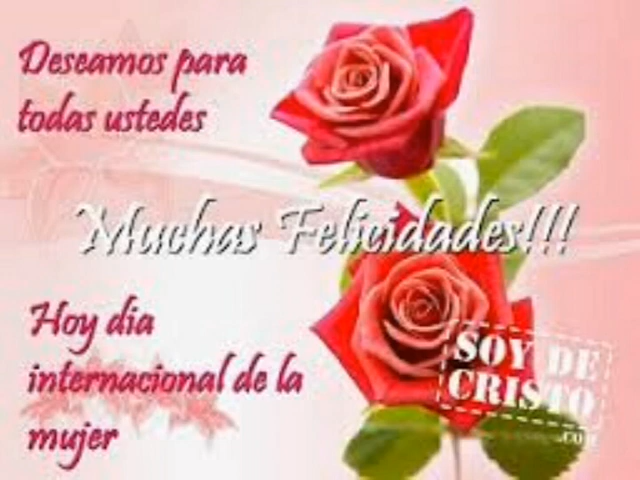 Deseamos para
todas ustedes
Muchas Felicidades!!!
Hoy dia
internacional de la
mujer
SOY DE
CRISTO
.COM